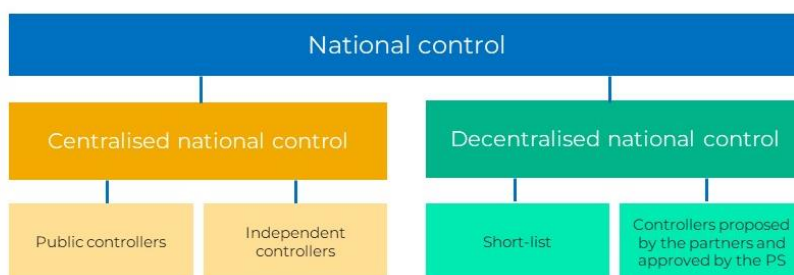 National control
Centralised national control
Decentralised national control
Public controllers
Independent
controllers
Short-list
Controllers proposed
by the partners and
approved by the PS